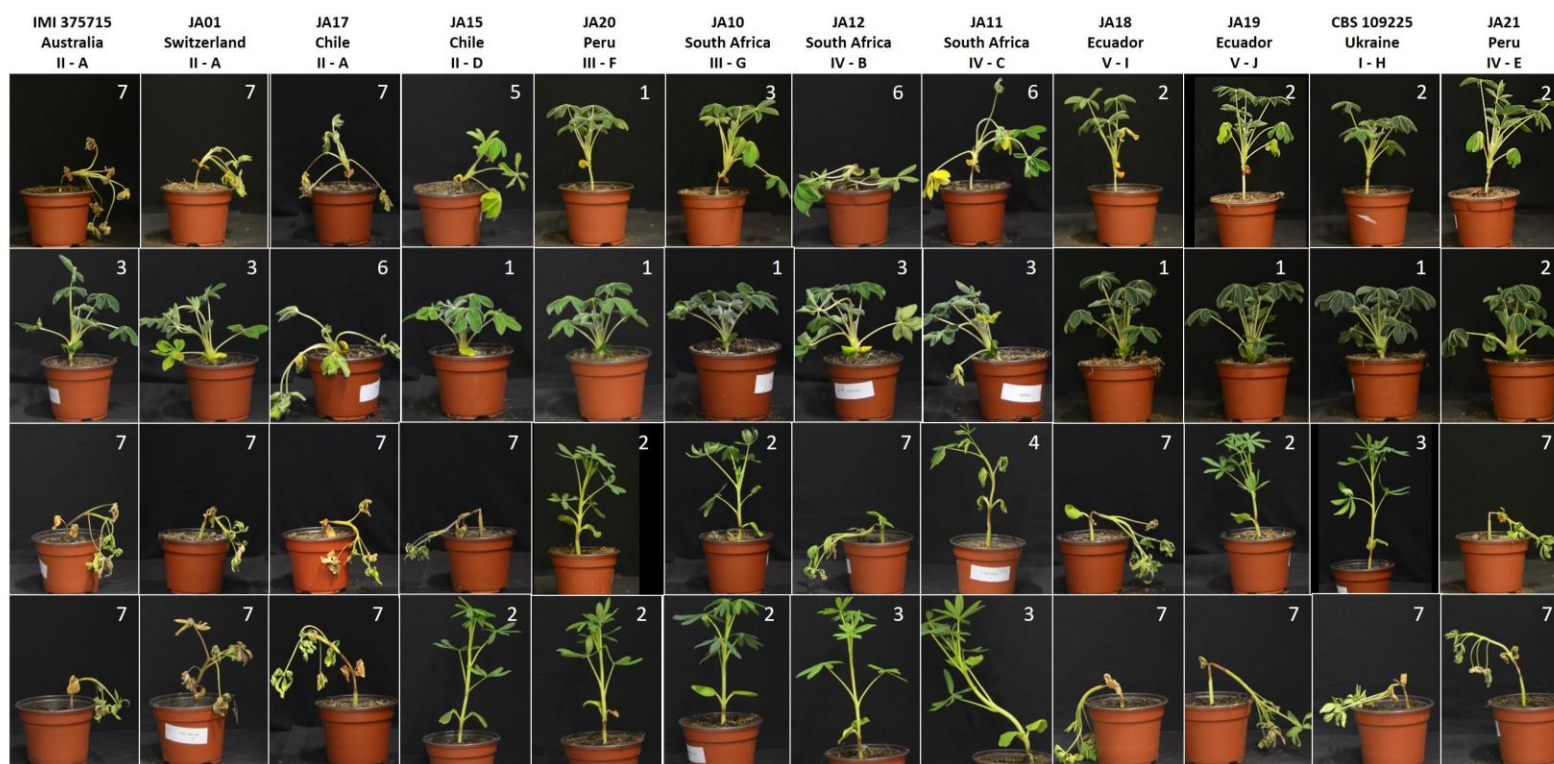 IMI 375715 JA01 JA17 JA15 JA20 JA10 JA12 JA11 JA18 JA19 CBS 109225 JA21
Australia Switzerland Chile Chile Peru South Africa South Africa South Africa Ecuador Ecuador Ukraine Peru
II - A II - A II - A II - D III - F III - G IV - B IV - C V - I V - J I - H IV - E
7 7 7 5 1 3 6 6 2 2 2 2
3 3 6 1 1 1 3 3 1 1 1 2
7 7 7 7 2 2 7 4 7 2 3 7
7 7 7 2 2 2 3 3 7 7 7 7